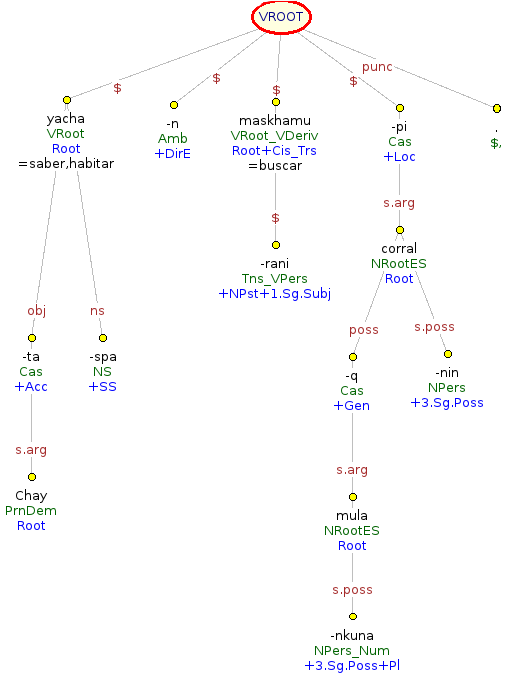 VROOT
$
$
$
$
punc
yacha
VRoot
Root
=saber,habitar
-n
Amb
+DirE
maskhamu
VRoot_VDeriv
Root+Cis_Trs
=buscar
-pi
Cas
+Loc
.
$.
$
s.arg
-rani
Tns_VPers
+NPst+1.Sg.Subj
corral
NRootES
Root
obj
ns
poss
s.poss
-ta
Cas
+Acc
-spa
NS
+SS
-q
Cas
+Gen
-nin
NPers
+3.Sg.Poss
s.arg
s.arg
Chay
PrnDem
Root
mula
NRootES
Root
s.poss
-nkuna
NPers_Num
+3.Sg.Poss+Pl